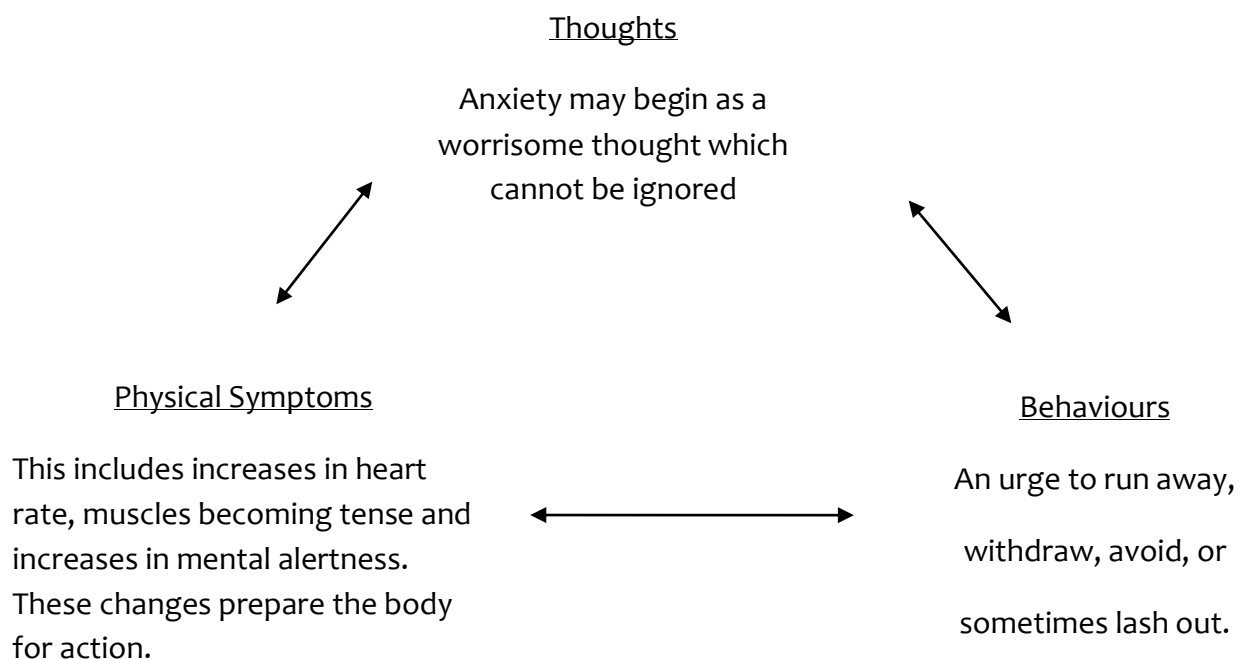 Thoughts
Anxiety may begin as a
worrisome thought which
cannot be ignored
Physical Symptoms
This includes increases in heart
rate, muscles becoming tense and
increases in mental alertness.
These changes prepare the body
for action.
Behaviours
An urge to run away,
withdraw, avoid, or
sometimes lash out.